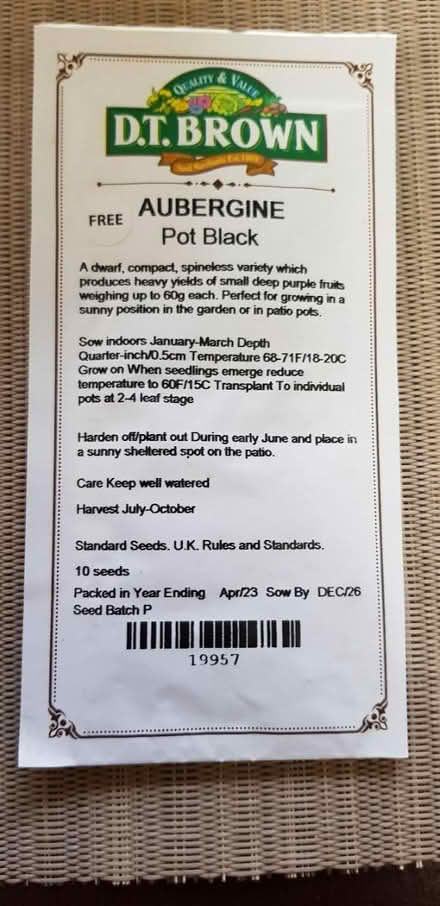 QUALITY & VALUE
D.T. BROWN
FREE
AUBERGINE
Pot Black
A dwarf, compact, spineless variety which
produces heavy yields of small deep purple fruits
weighing up to 60g each. Perfect for growing in a
sunny position in the garden or in patio pots.
Sow indoors January-March Depth
Quarter-inch/0.5cm Temperature 68-71F/18-20C
Grow on When seedlings emerge reduce
temperature to 60F/15C Transplant To individual
pots at 2-4 leaf stage
Harden off/plant out During early June and place in
a sunny sheltered spot on the patio.
Care Keep well watered
Harvest July-October
Standard Seeds. U.K. Rules and Standards.
10 seeds
Packed in Year Ending Apr/23 Sow By DEC/26
Seed Batch P
19957